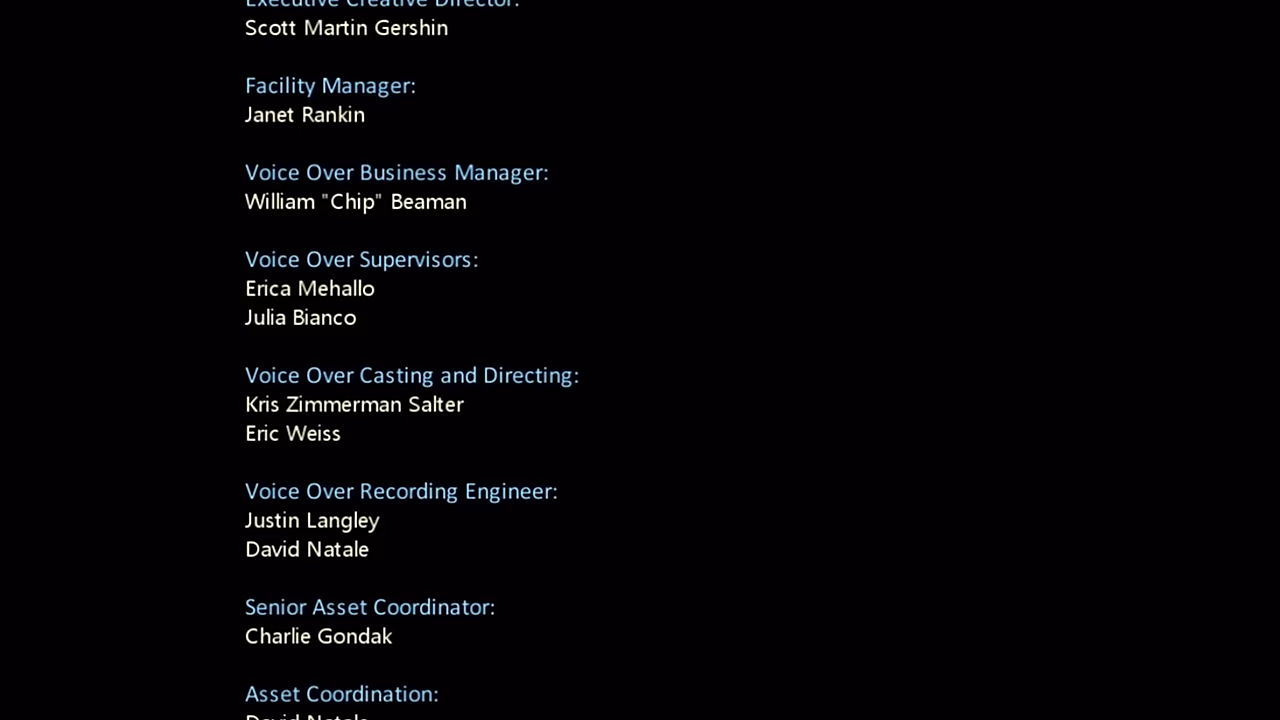 Executive Creative Director:
Scott Martin Gershin
Facility Manager:
Janet Rankin
Voice Over Business Manager:
William "Chip" Beaman
Voice Over Supervisors:
Erica Mehallo
Julia Bianco
Voice Over Casting and Directing:
Kris Zimmerman Salter
Eric Weiss
Voice Over Recording Engineer:
Justin Langley
David Natale
Senior Asset Coordinator:
Charlie Gondak
Asset Coordination:
David Natale